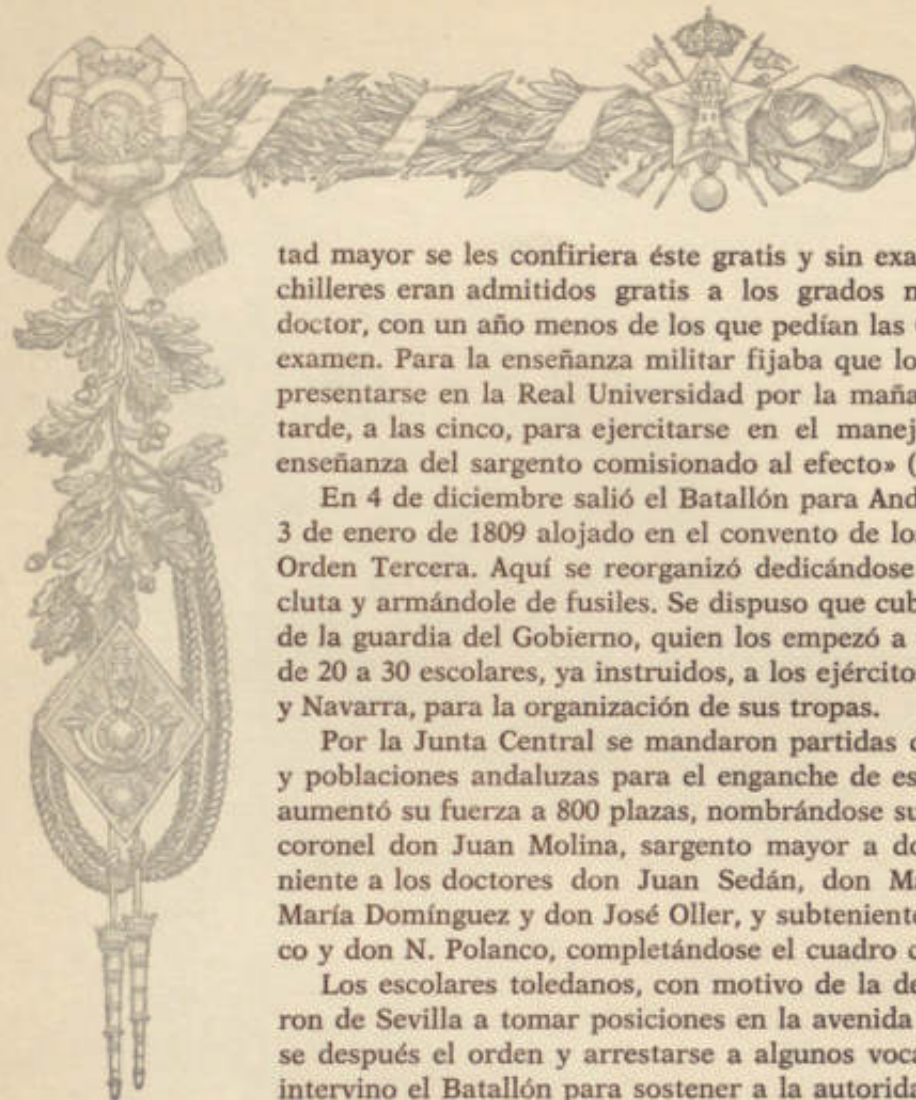 tad mayor se les confiriera éste gratis y sin exa
chilleres eran admitidos gratis a los grados m
doctor, con un año menos de los que pedían las
examen. Para la enseñanza militar fijaba que lo
presentarse en la Real Universidad por la maña
tarde, a las cinco, para ejercitarse en el manej
enseñanza del sargento comisionado al efecto» (
En 4 de diciembre salió el Batallón para And
3 de enero de 1809 alojado en el convento de lo
Orden Tercera. Aquí se reorganizó dedicándose
cluta y armándole de fusiles. Se dispuso que cub
de la guardia del Gobierno, quien los empezó a
de 20 a 30 escolares, ya instruidos, a los ejército
y Navarra, para la organización de sus tropas.
Por la Junta Central se mandaron partidas d
y poblaciones andaluzas para el enganche de es
aumentó su fuerza a 800 plazas, nombrándose su
coronel don Juan Molina, sargento mayor a do
niente a los doctores don Juan Sedán, don Ma
María Domínguez y don José Oller, y subteniente
co y don N. Polanco, completándose el cuadro d
Los escolares toledanos, con motivo de la de
ron de Sevilla a tomar posiciones en la avenida
se después el orden y arrestarse a algunos voca
intervino el Batallón para sostener a la autorida